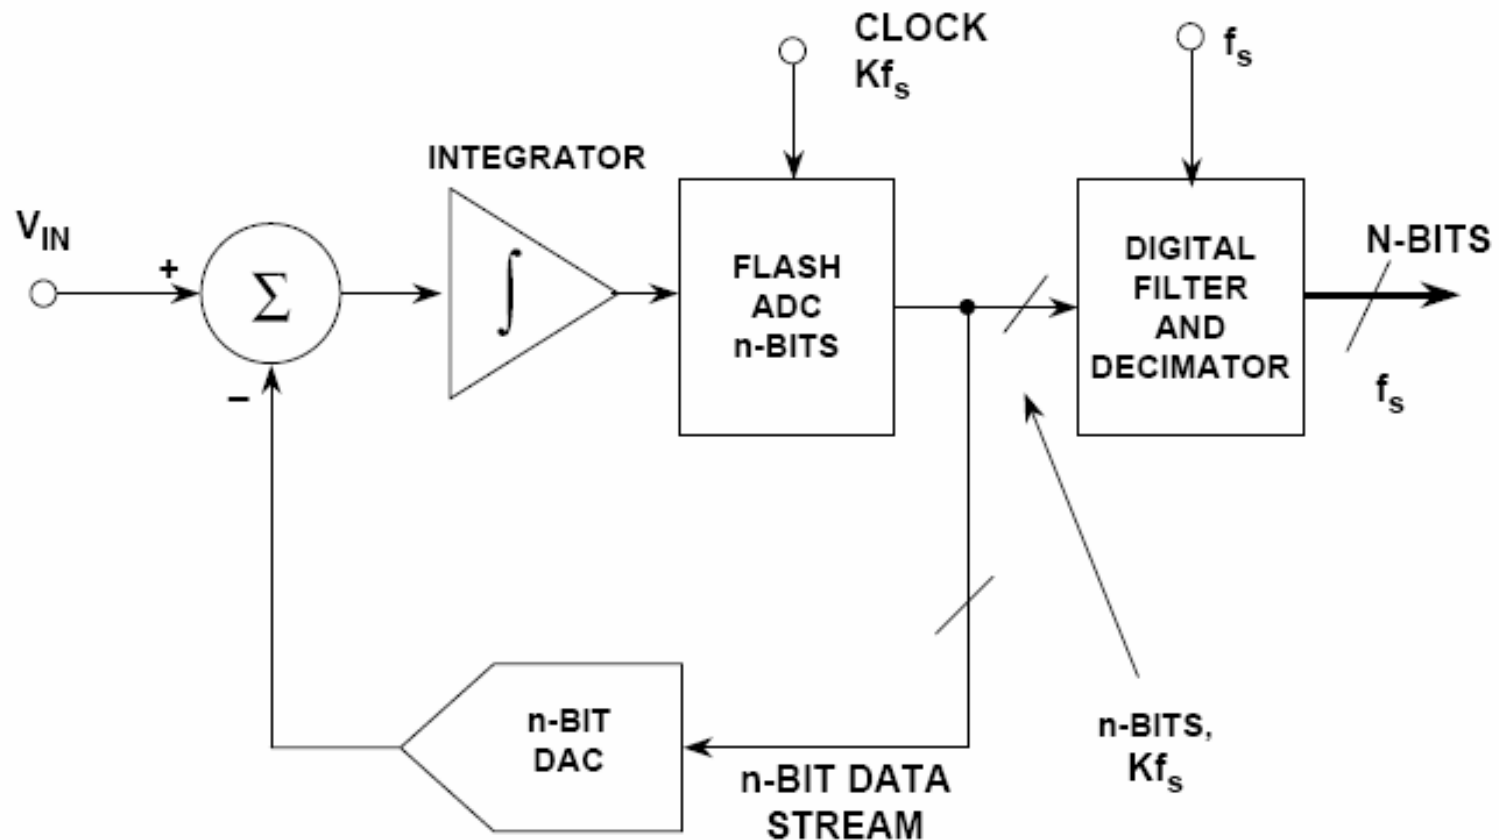 CLOCK
Kfs
fs
INTEGRATOR
VIN
+
Σ
–
∫
FLASH
ADC
n-BITS
DIGITAL
FILTER
AND
DECIMATOR
N-BITS
fs
n-BIT
DAC
n-BIT DATA
STREAM
n-BITS,
Kfs